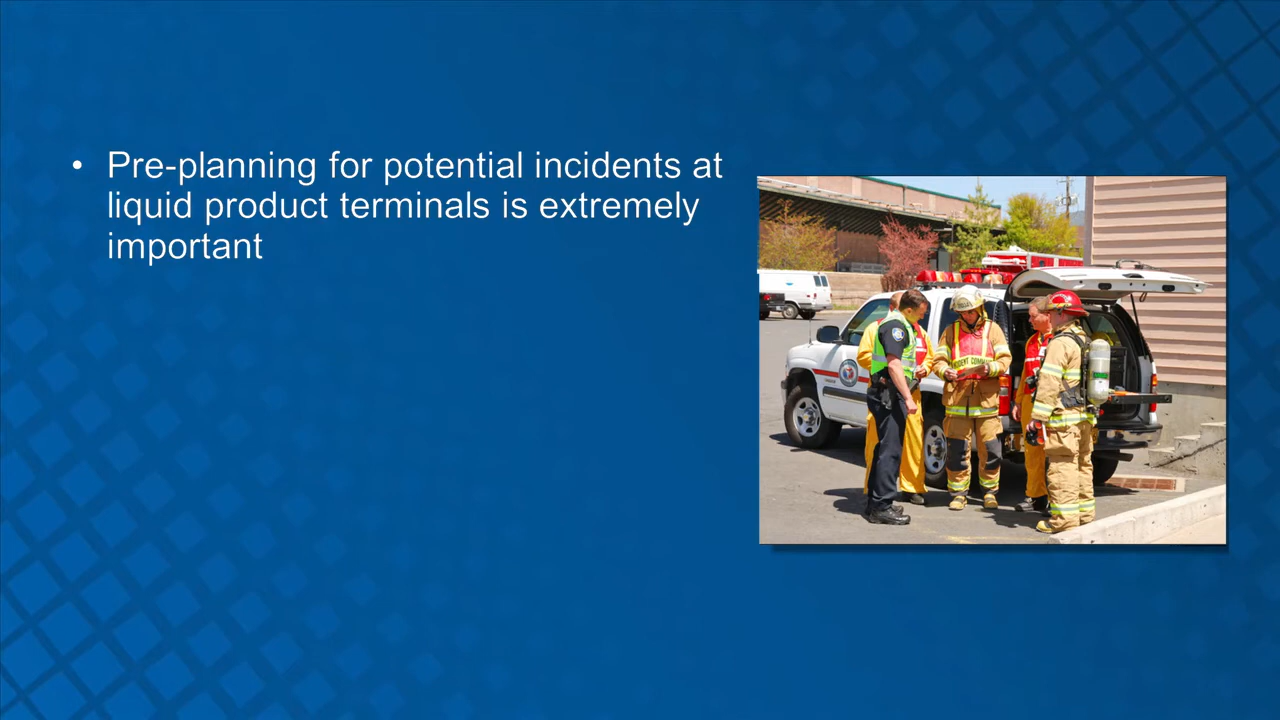 • Pre-planning for potential incidents at
liquid product terminals is extremely
important